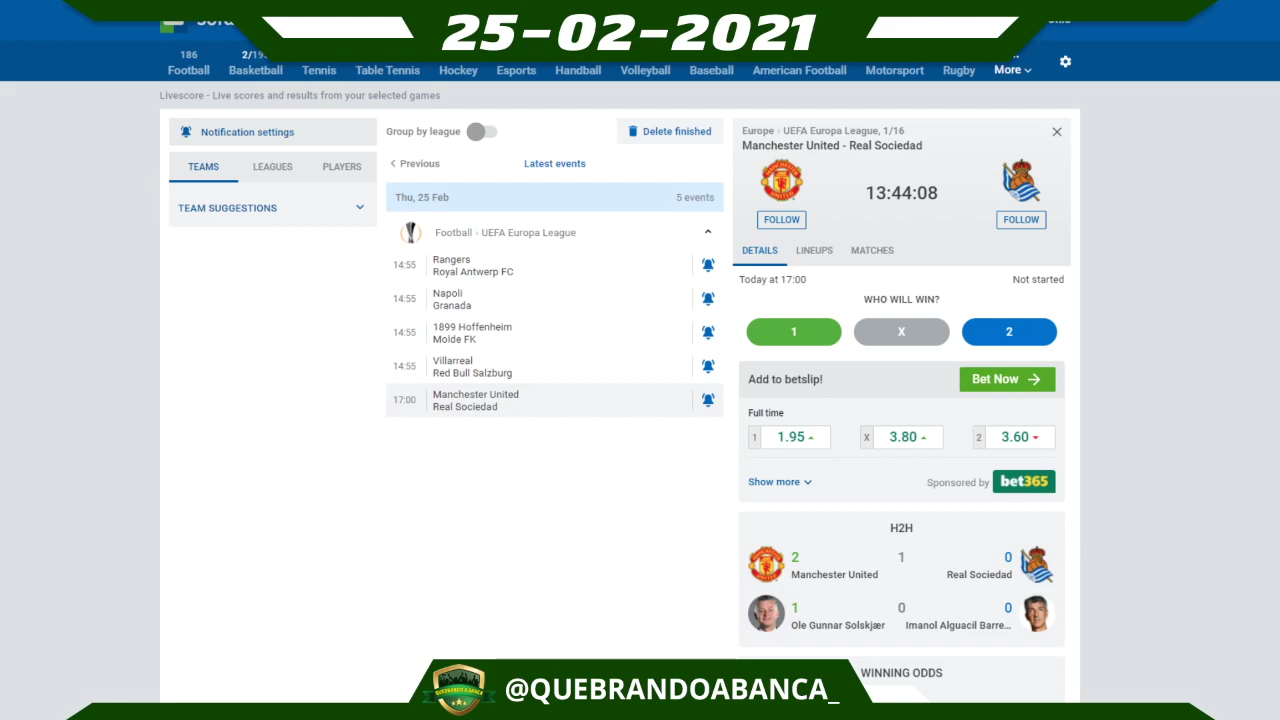 25-02-2021
186
2/19
Football
Basketball
Tennis
Table Tennis
Hockey
Esports
Handball
Volleyball
Baseball
American Football
Motorsport
Rugby
More
Livescore - Live scores and results from your selected games
Notification settings
TEAMS
LEAGUES
PLAYERS
TEAM SUGGESTIONS
Group by league
Delete finished
Previous
Latest events
Thu, 25 Feb
5 events
Football › UEFA Europa League
14:55
Rangers
Royal Antwerp FC
14:55
Napoli
Granada
14:55
1899 Hoffenheim
Molde FK
14:55
Villarreal
Red Bull Salzburg
17:00
Manchester United
Real Sociedad
Europe › UEFA Europa League, 1/16
Manchester United - Real Sociedad
13:44:08
FOLLOW
FOLLOW
DETAILS
LINEUPS
MATCHES
Today at 17:00
Not started
WHO WILL WIN?
1
X
2
Add to betslip!
Bet Now
Full time
1 1.95
X 3.80
2 3.60
Show more
Sponsored by bet365
H2H
2 1 0
Manchester United
Real Sociedad
1 0 0
Ole Gunnar Solskjær
Imanol Alguacil Barre...
WINNING ODDS
QUEBRANDO A BANCA
@QUEBRANDOABANCA_